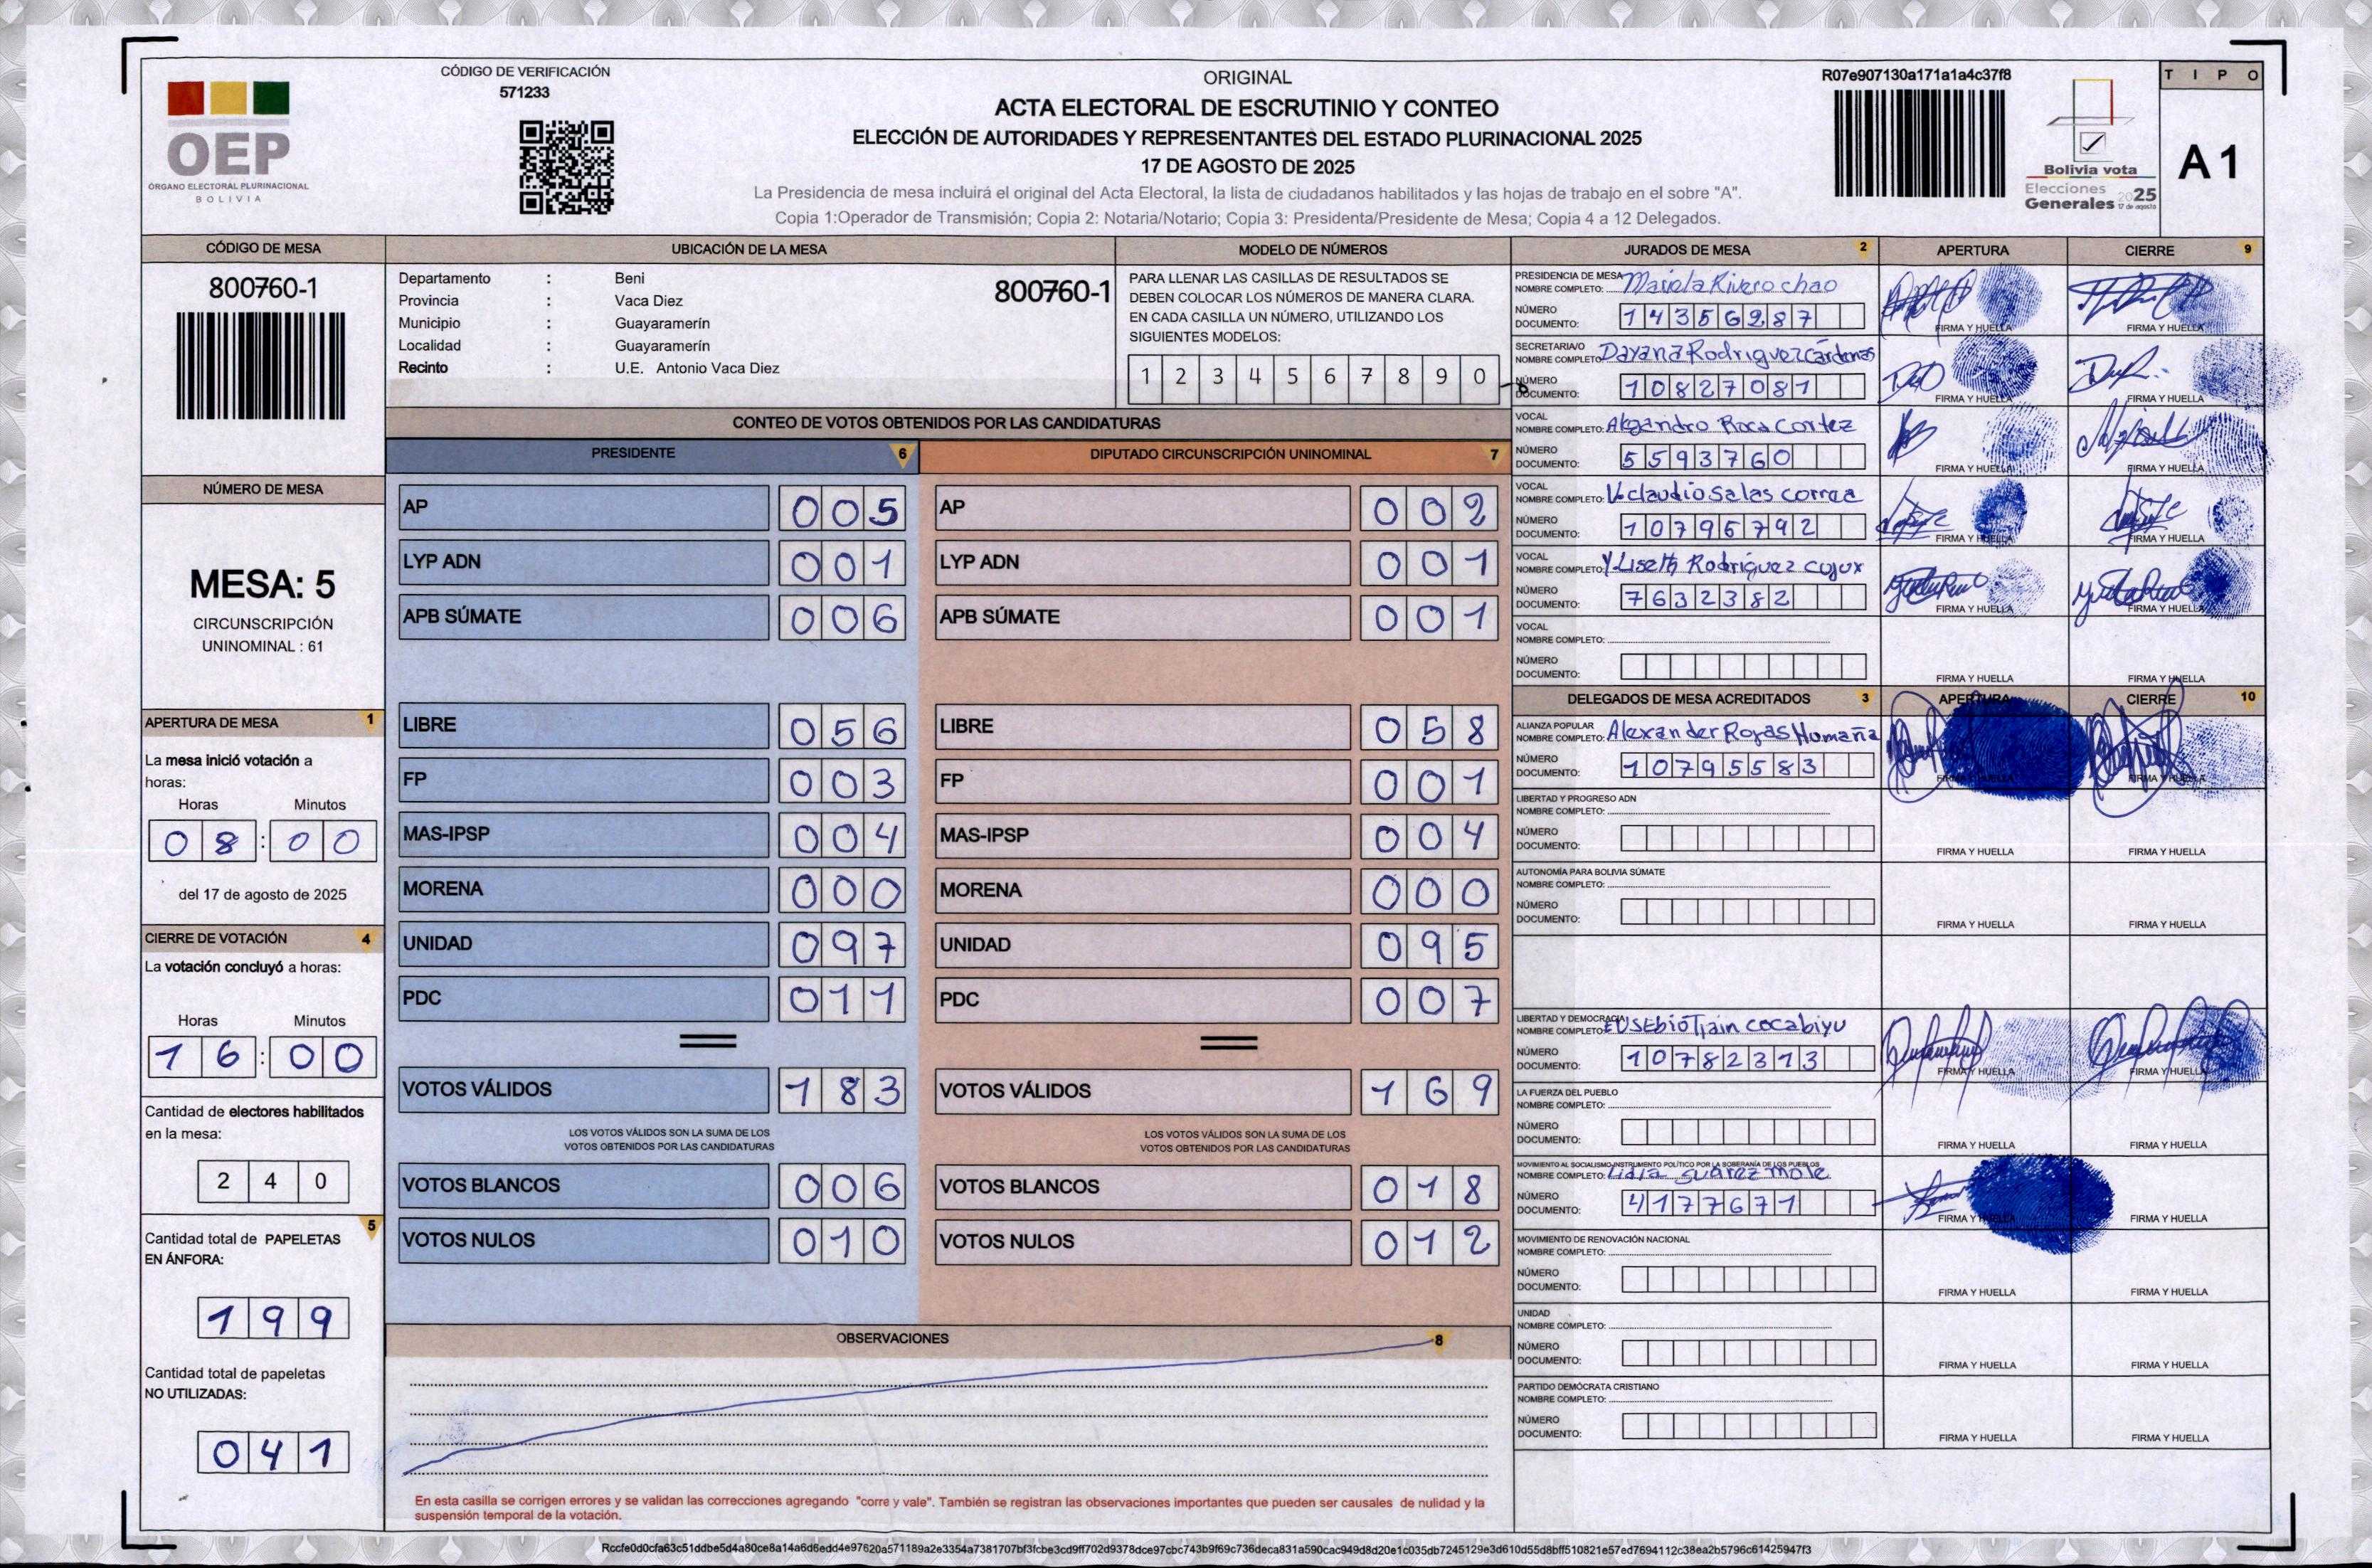 CÓDIGO DE VERIFICACIÓN
571233
OEP
ÓRGANO ELECTORAL PLURINACIONAL
BOLIVIA
ORIGINAL
ACTA ELECTORAL DE ESCRUTINIO Y CONTEO
ELECCIÓN DE AUTORIDADES Y REPRESENTANTES DEL ESTADO PLURINACIONAL 2025
17 DE AGOSTO DE 2025
La Presidencia de mesa incluirá el original del Acta Electoral, la lista de ciudadanos habilitados y las hojas de trabajo en el sobre "A".
Copia 1:Operador de Transmisión; Copia 2: Notaria/Notario; Copia 3: Presidenta/Presidente de Mesa; Copia 4 a 12 Delegados.
R07e907130a171a1a4c37f8
Bolivia vota
Elecciones
Generales 2025
17 de agosto
TIPO
A 1
CÓDIGO DE MESA
800760-1
NÚMERO DE MESA
MESA: 5
CIRCUNSCRIPCIÓN
UNINOMINAL : 61
APERTURA DE MESA 1
La mesa inició votación a
horas:
Horas Minutos
08:00
del 17 de agosto de 2025
CIERRE DE VOTACIÓN 4
La votación concluyó a horas:
Horas Minutos
16:00
Cantidad de electores habilitados
en la mesa:
240
5
Cantidad total de PAPELETAS
EN ÁNFORA:
199
Cantidad total de papeletas
NO UTILIZADAS:
041
UBICACIÓN DE LA MESA
Departamento : Beni
800760-1
Provincia : Vaca Diez
Municipio : Guayaramerín
Localidad : Guayaramerín
Recinto : U.E. Antonio Vaca Diez
MODELO DE NÚMEROS
PARA LLENAR LAS CASILLAS DE RESULTADOS SE
DEBEN COLOCAR LOS NÚMEROS DE MANERA CLARA.
EN CADA CASILLA UN NÚMERO, UTILIZANDO LOS
SIGUIENTES MODELOS:
1 2 3 4 5 6 7 8 9 0
CONTEO DE VOTOS OBTENIDOS POR LAS CANDIDATURAS
PRESIDENTE 6
AP 005
LYP ADN 001
APB SÚMATE 006
LIBRE 056
FP 003
MAS-IPSP 004
MORENA 000
UNIDAD 097
PDC 011
VOTOS VÁLIDOS 183
LOS VOTOS VÁLIDOS SON LA SUMA DE LOS
VOTOS OBTENIDOS POR LAS CANDIDATURAS
VOTOS BLANCOS 006
VOTOS NULOS 010
DIPUTADO CIRCUNSCRIPCIÓN UNINOMINAL 7
AP 002
LYP ADN 001
APB SÚMATE 001
LIBRE 058
FP 001
MAS-IPSP 004
MORENA 000
UNIDAD 095
PDC 007
VOTOS VÁLIDOS 169
LOS VOTOS VÁLIDOS SON LA SUMA DE LOS
VOTOS OBTENIDOS POR LAS CANDIDATURAS
VOTOS BLANCOS 018
VOTOS NULOS 012
OBSERVACIONES 8
En esta casilla se corrigen errores y se validan las correcciones agregando "corre y vale". También se registran las observaciones importantes que pueden ser causales de nulidad y la
suspensión temporal de la votación.
JURADOS DE MESA 2 APERTURA CIERRE 9
PRESIDENCIA DE MESA
NOMBRE COMPLETO: Mariela Rivero chao
NÚMERO
DOCUMENTO: 14356287
FIRMA Y HUELLA FIRMA Y HUELLA
SECRETARIA/O
NOMBRE COMPLETO: Dayana Rodriguez Cárdenas
NÚMERO
DOCUMENTO: 10827081
FIRMA Y HUELLA FIRMA Y HUELLA
VOCAL
NOMBRE COMPLETO: Alejandro Roca Cortez
NÚMERO
DOCUMENTO: 5593760
FIRMA Y HUELLA FIRMA Y HUELLA
VOCAL
NOMBRE COMPLETO: V. claudio Salas correa
NÚMERO
DOCUMENTO: 10795792
FIRMA Y HUELLA FIRMA Y HUELLA
VOCAL
NOMBRE COMPLETO: Y. Liseth Rodríguez cujux
NÚMERO
DOCUMENTO: 7632382
FIRMA Y HUELLA FIRMA Y HUELLA
VOCAL
NOMBRE COMPLETO:
NÚMERO
DOCUMENTO:
FIRMA Y HUELLA FIRMA Y HUELLA
DELEGADOS DE MESA ACREDITADOS 3 APERTURA CIERRE 10
ALIANZA POPULAR
NOMBRE COMPLETO: Alexander Rojas Humaña
NÚMERO
DOCUMENTO: 10795583
FIRMA Y HUELLA FIRMA Y HUELLA
LIBERTAD Y PROGRESO ADN
NOMBRE COMPLETO:
NÚMERO
DOCUMENTO:
FIRMA Y HUELLA FIRMA Y HUELLA
AUTONOMÍA PARA BOLIVIA SÚMATE
NOMBRE COMPLETO:
NÚMERO
DOCUMENTO:
FIRMA Y HUELLA FIRMA Y HUELLA
LIBERTAD Y DEMOCRACIA
NOMBRE COMPLETO: EUSEbio Tjain cocabiyu
NÚMERO
DOCUMENTO: 10782313
FIRMA Y HUELLA FIRMA Y HUELLA
LA FUERZA DEL PUEBLO
NOMBRE COMPLETO:
NÚMERO
DOCUMENTO:
FIRMA Y HUELLA FIRMA Y HUELLA
MOVIMIENTO AL SOCIALISMO-INSTRUMENTO POLÍTICO POR LA SOBERANÍA DE LOS PUEBLOS
NOMBRE COMPLETO: Lidia suarez mole
NÚMERO
DOCUMENTO: 4177671
FIRMA Y HUELLA FIRMA Y HUELLA
MOVIMIENTO DE RENOVACIÓN NACIONAL
NOMBRE COMPLETO:
NÚMERO
DOCUMENTO:
FIRMA Y HUELLA FIRMA Y HUELLA
UNIDAD
NOMBRE COMPLETO:
NÚMERO
DOCUMENTO:
FIRMA Y HUELLA FIRMA Y HUELLA
PARTIDO DEMÓCRATA CRISTIANO
NOMBRE COMPLETO:
NÚMERO
DOCUMENTO:
FIRMA Y HUELLA FIRMA Y HUELLA